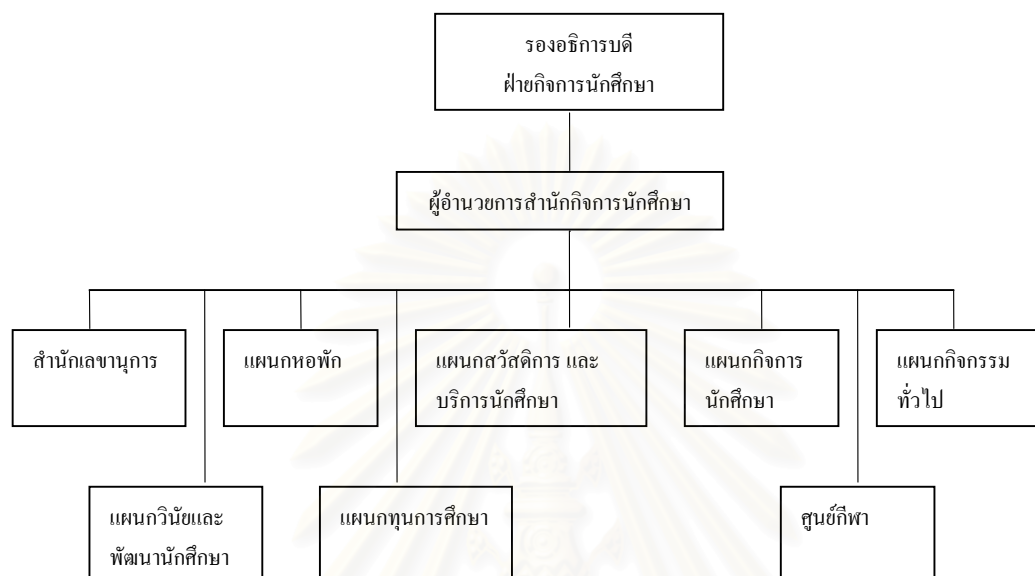 รองอธิการบดี
ฝ่ายกิจการนักศึกษา
ผู้อำนวยการสำนักกิจการนักศึกษา
สำนักเลขานุการ
แผนกหอพัก
แผนกสวัสดิการ และ
บริการนักศึกษา
แผนกกิจการ
นักศึกษา
แผนกกิจกรรม
ทั่วไป
แผนกวินัยและ
พัฒนานักศึกษา
แผนกทุนการศึกษา
ศูนย์กีฬา